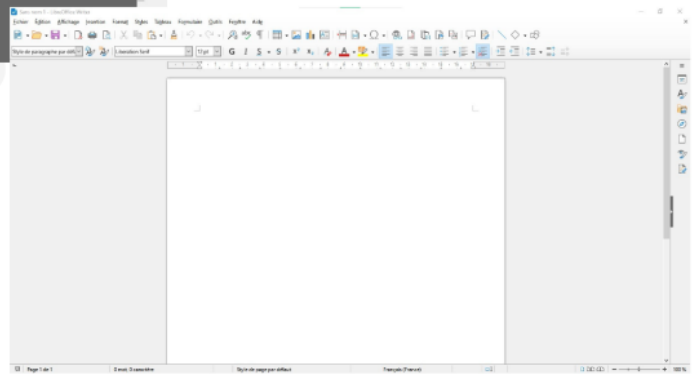 Sans nom 1 - LibreOffice Writer
Fichier Édition Affichage Insertion Format Styles Tableau Formulaire Outils Fenêtre Aide
Style de paragraphe par défa Liberation Serif 12 pt G I S S
Page 1 de 1 0 mot, 0 caractère Style de page par défaut Français (France) 100 %